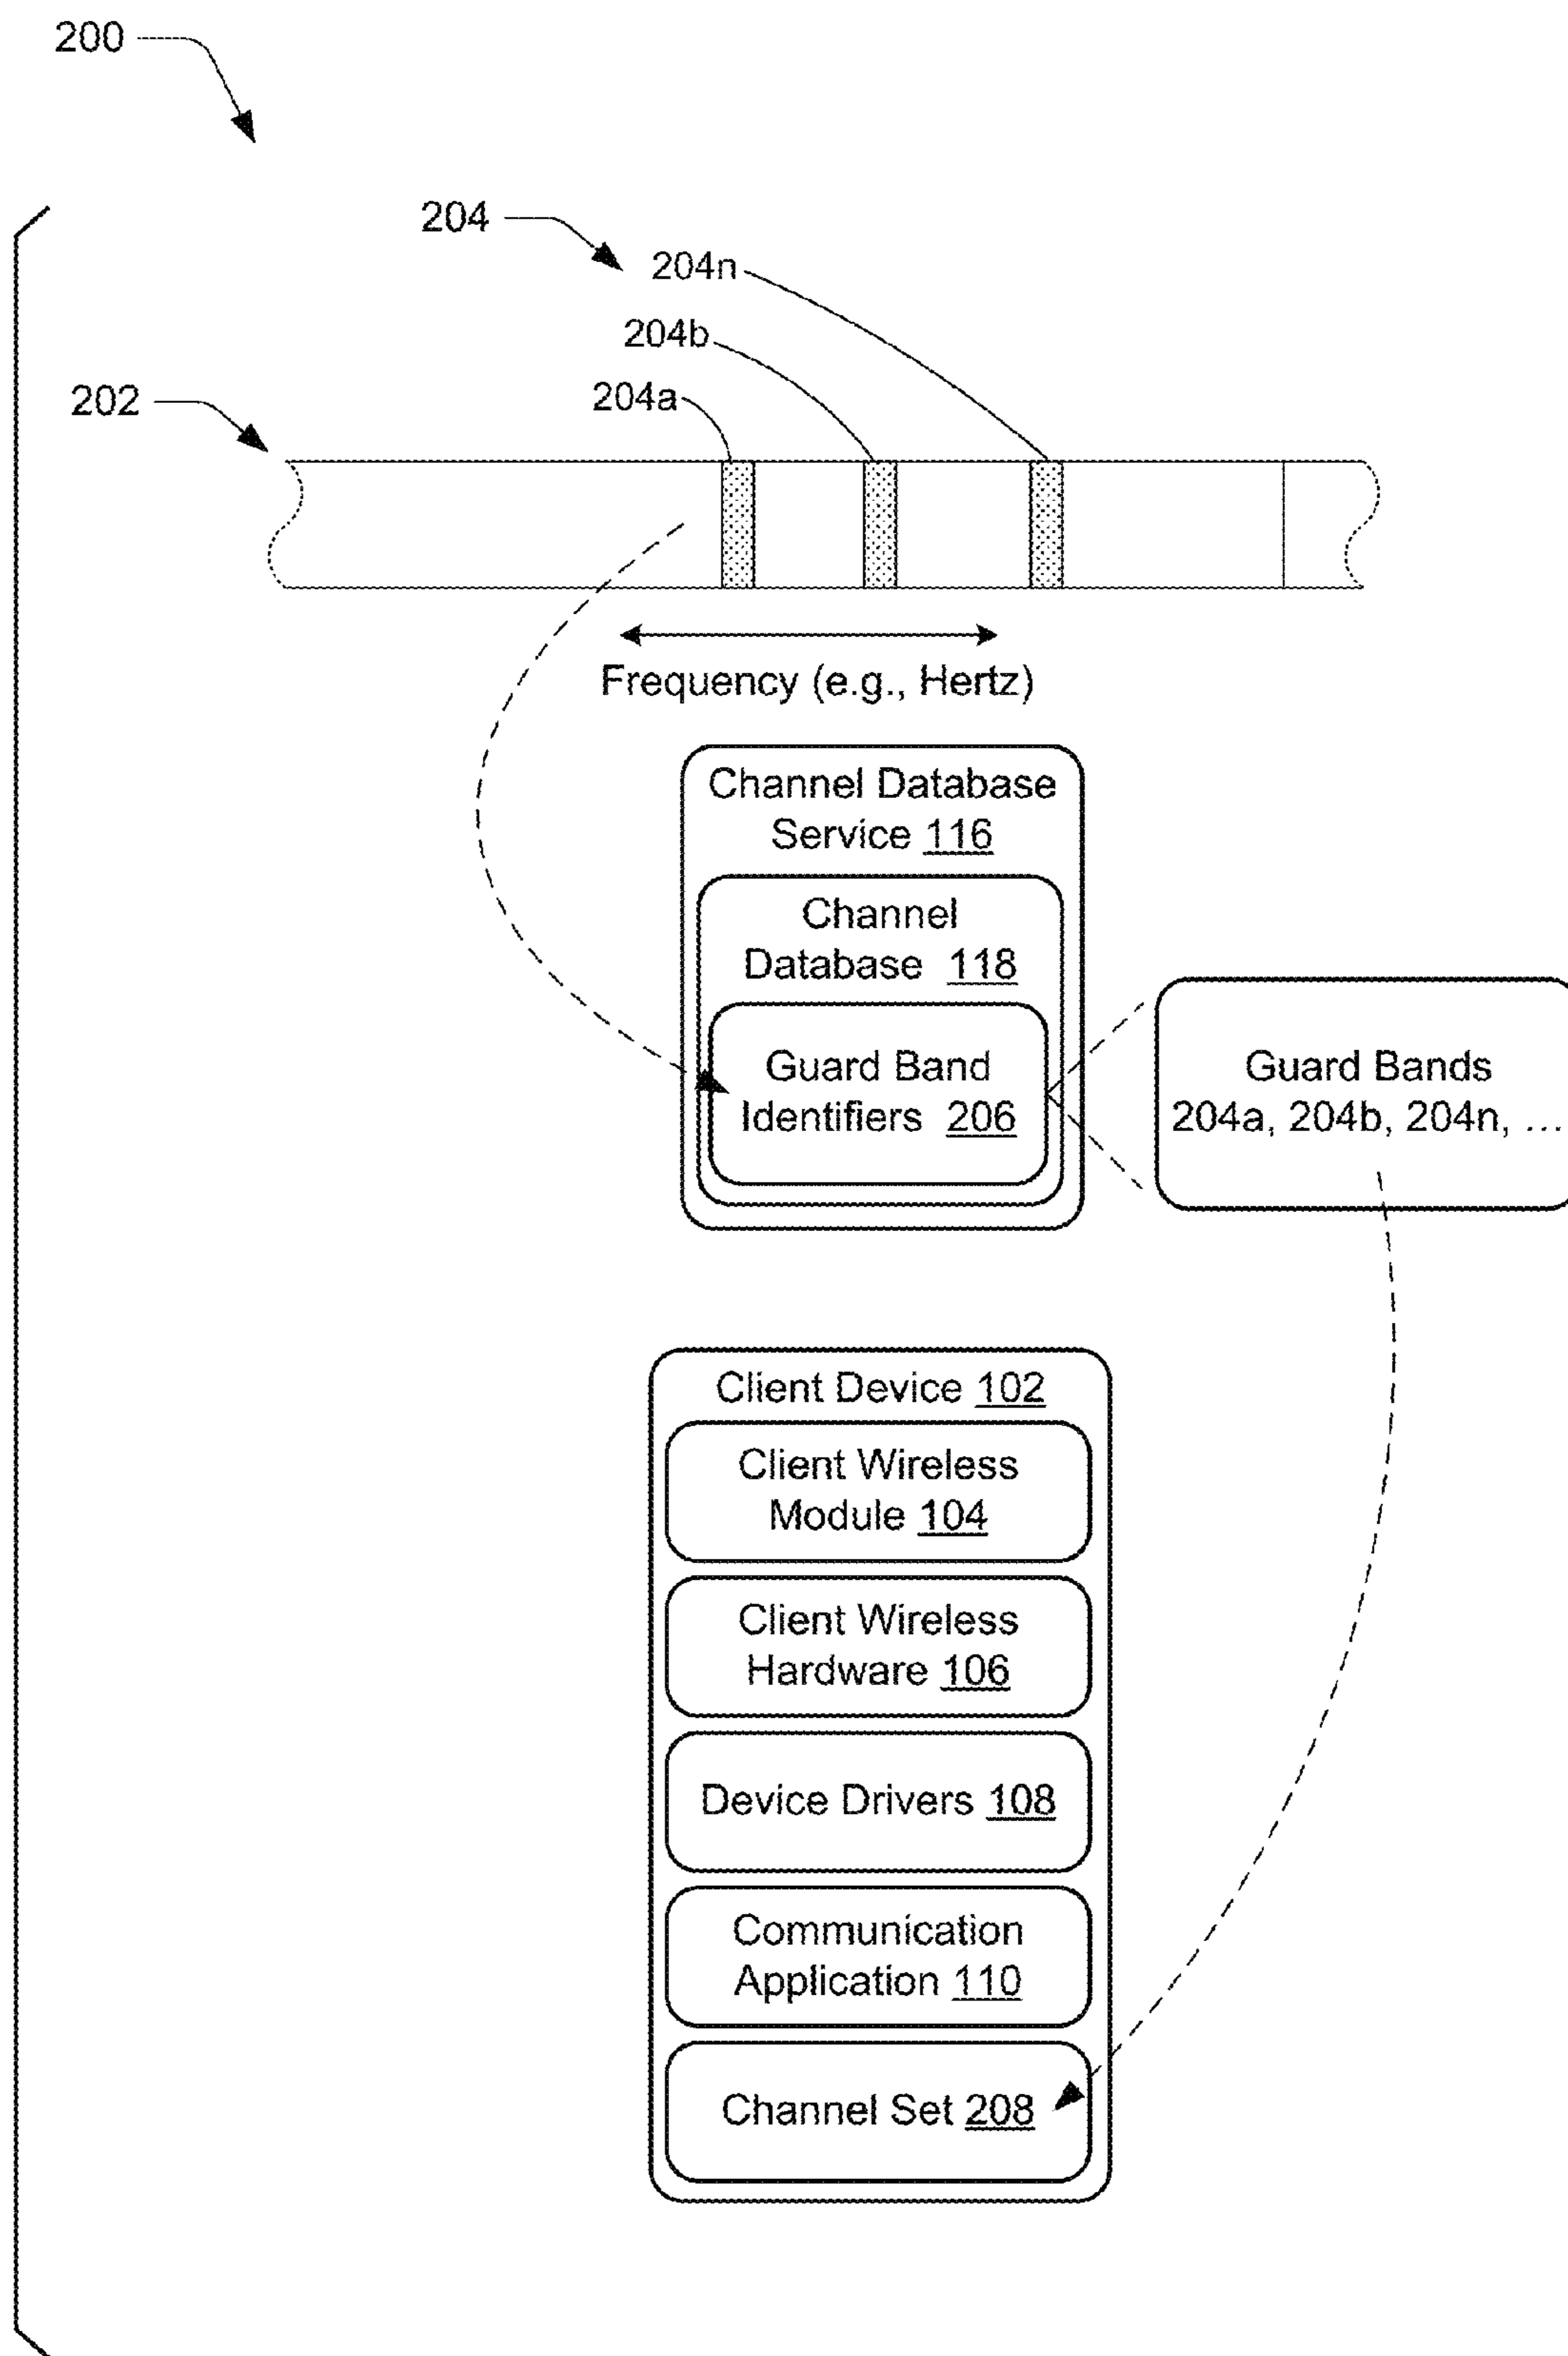 200
204
204n
204b
204a
202
Frequency (e.g., Hertz)
Channel Database
Service 116
Channel
Database 118
Guard Band
Identifiers 206
Guard Bands
204a, 204b, 204n, ...
Client Device 102
Client Wireless
Module 104
Client Wireless
Hardware 106
Device Drivers 108
Communication
Application 110
Channel Set 208